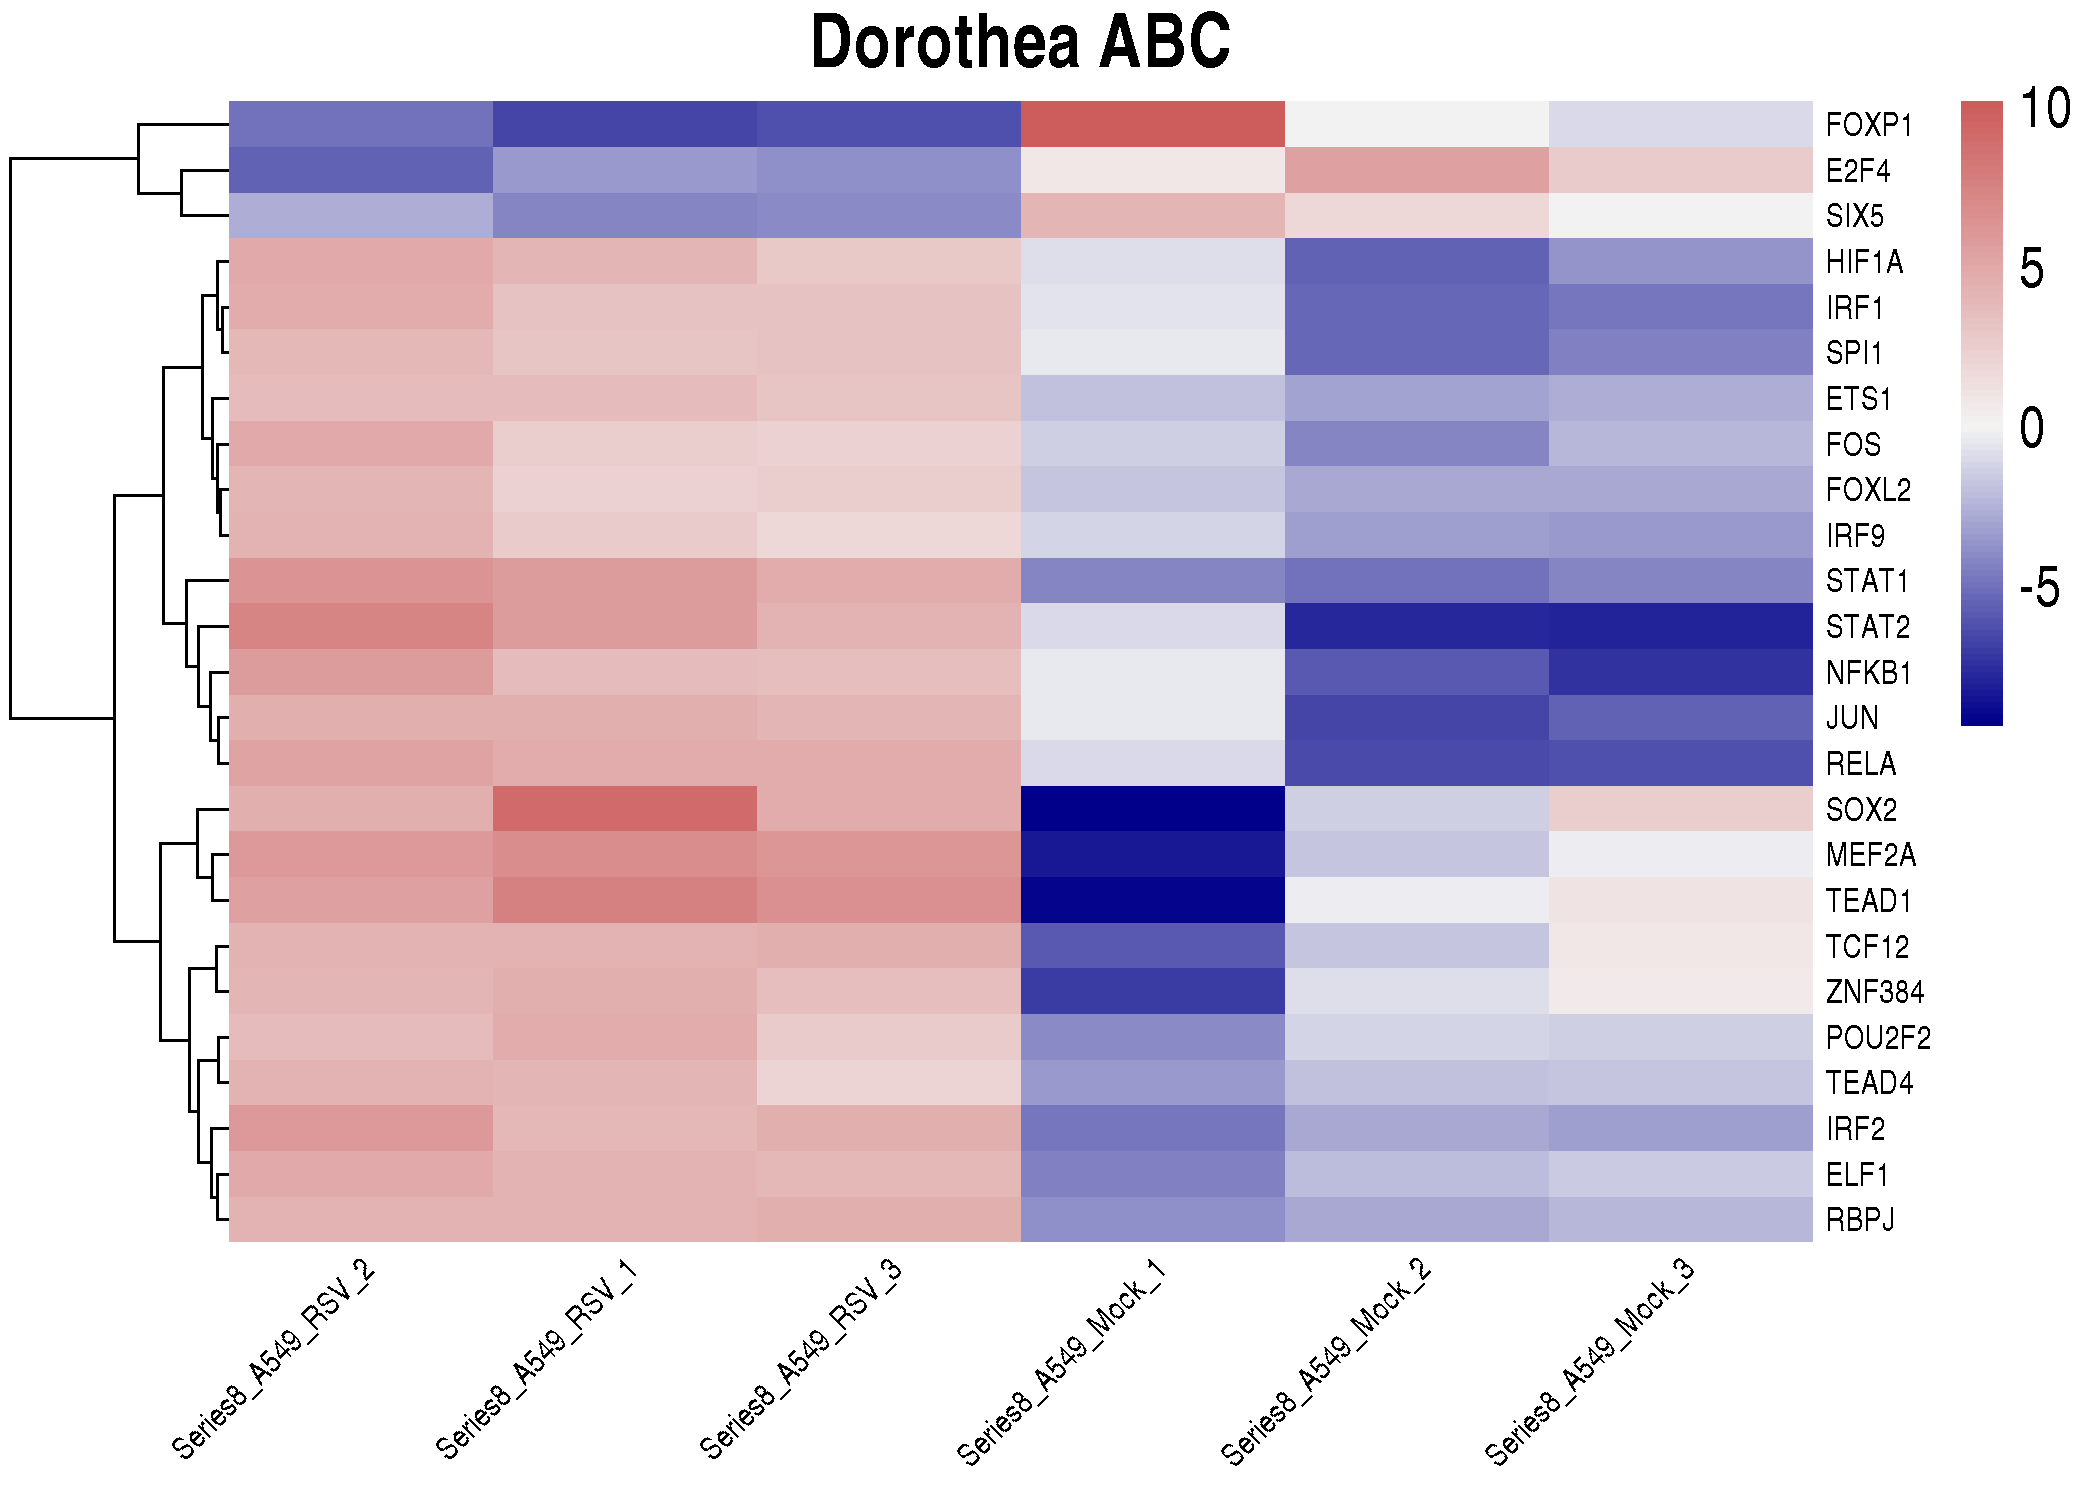 Dorothea ABC
FOXP1
E2F4
SIX5
HIF1A
IRF1
SPI1
ETS1
FOS
FOXL2
IRF9
STAT1
STAT2
NFKB1
JUN
RELA
SOX2
MEF2A
TEAD1
TCF12
ZNF384
POU2F2
TEAD4
IRF2
ELF1
RBPJ
10
5
0
-5
Series8_A549_RSV_2
Series8_A549_RSV_1
Series8_A549_RSV_3
Series8_A549_Mock_1
Series8_A549_Mock_2
Series8_A549_Mock_3